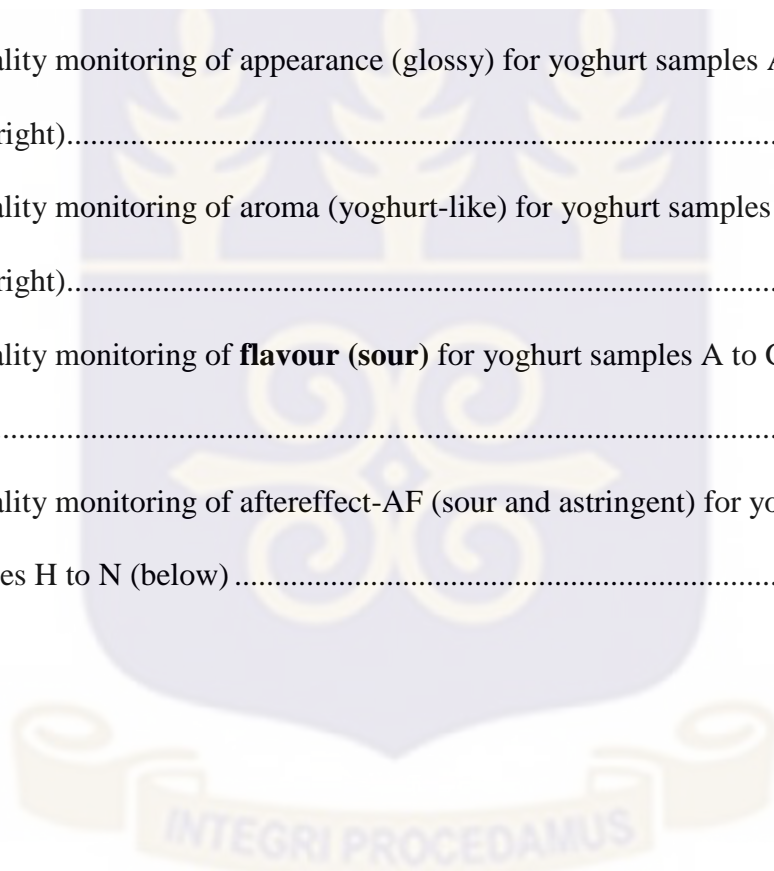 ality monitoring of appearance (glossy) for yoghurt samples
right)..........................................................................................................
ality monitoring of aroma (yoghurt-like) for yoghurt samples
right)..........................................................................................................
ality monitoring of flavour (sour) for yoghurt samples A to
....................................................................................................................
ality monitoring of aftereffect-AF (sour and astringent) for yo
es H to N (below) ................................................................................
INTEGRI PROCEDAMUS